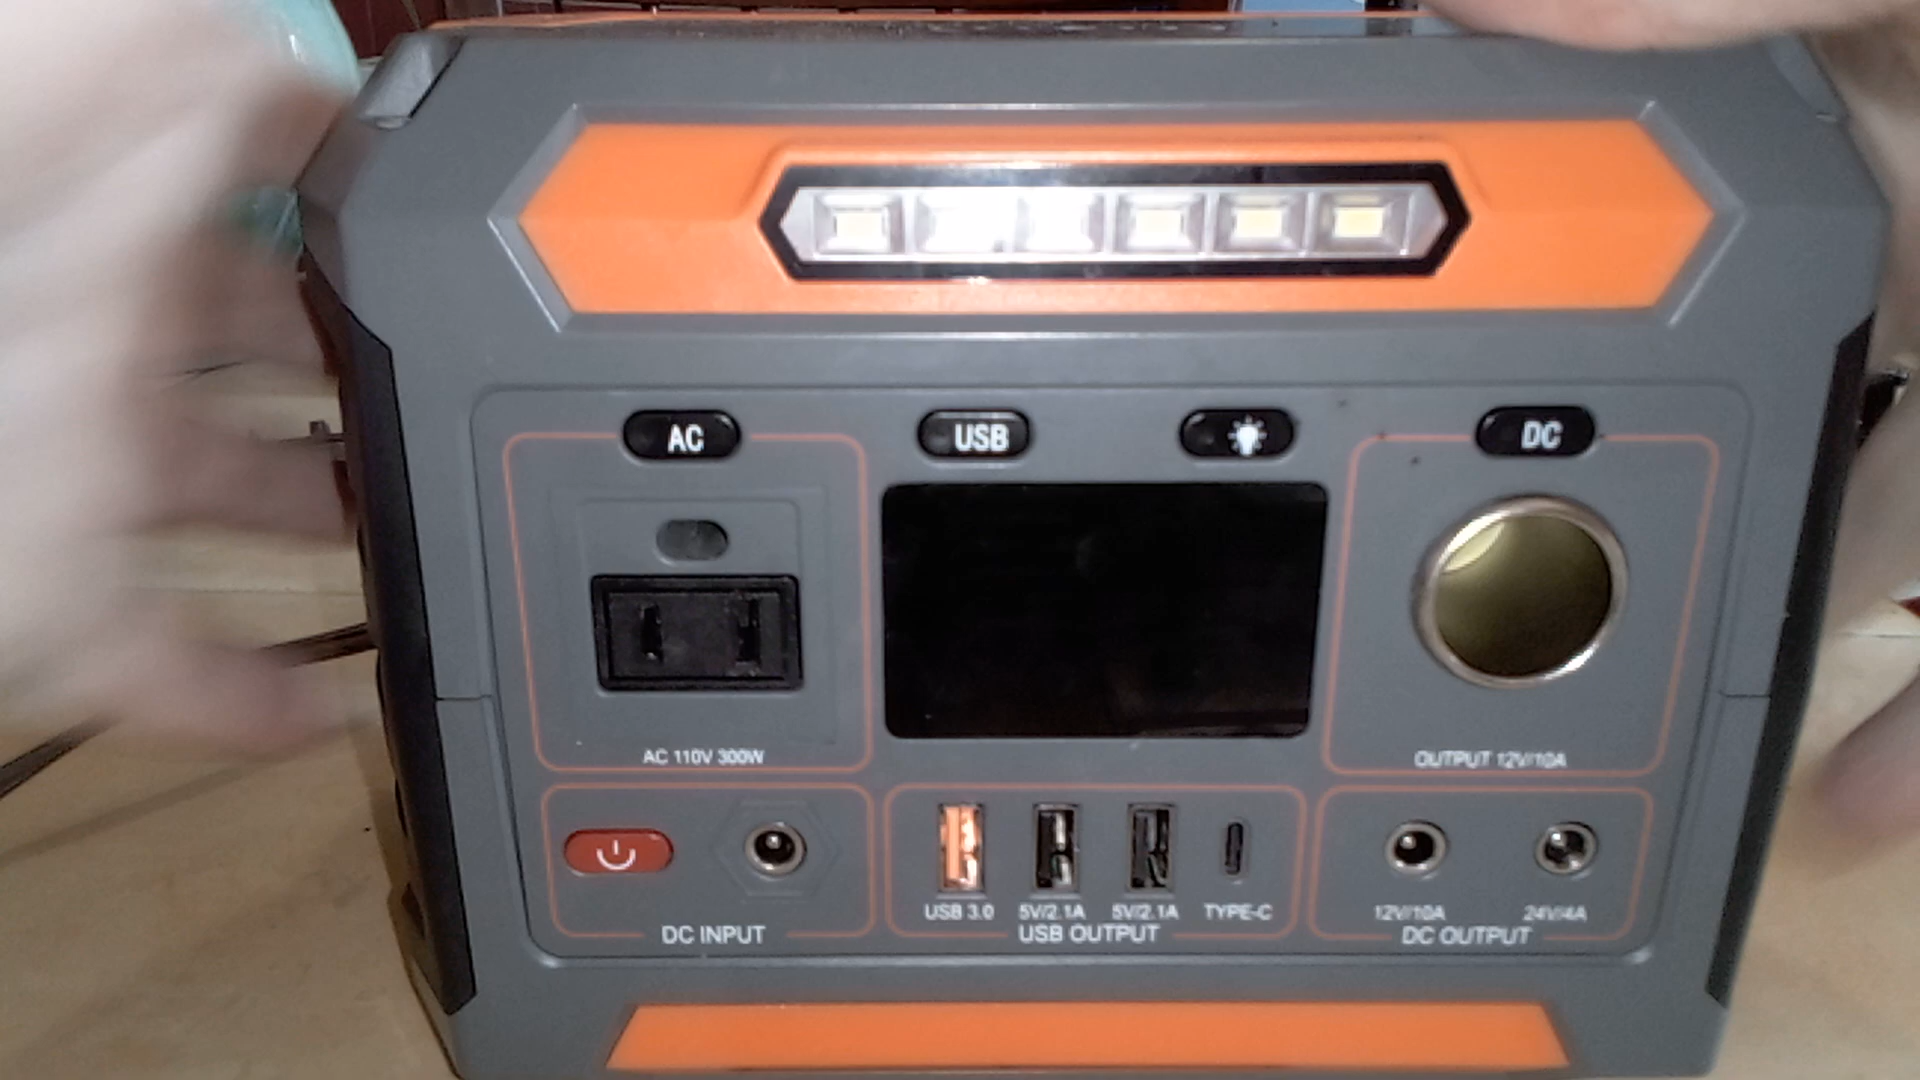 AC
USB
DC
AC 110V 300W
OUTPUT 12V/10A
USB 3.0
5V/2.1A
5V/2.1A
TYPE-C
12V/10A
24V/4A
DC INPUT
USB OUTPUT
DC OUTPUT